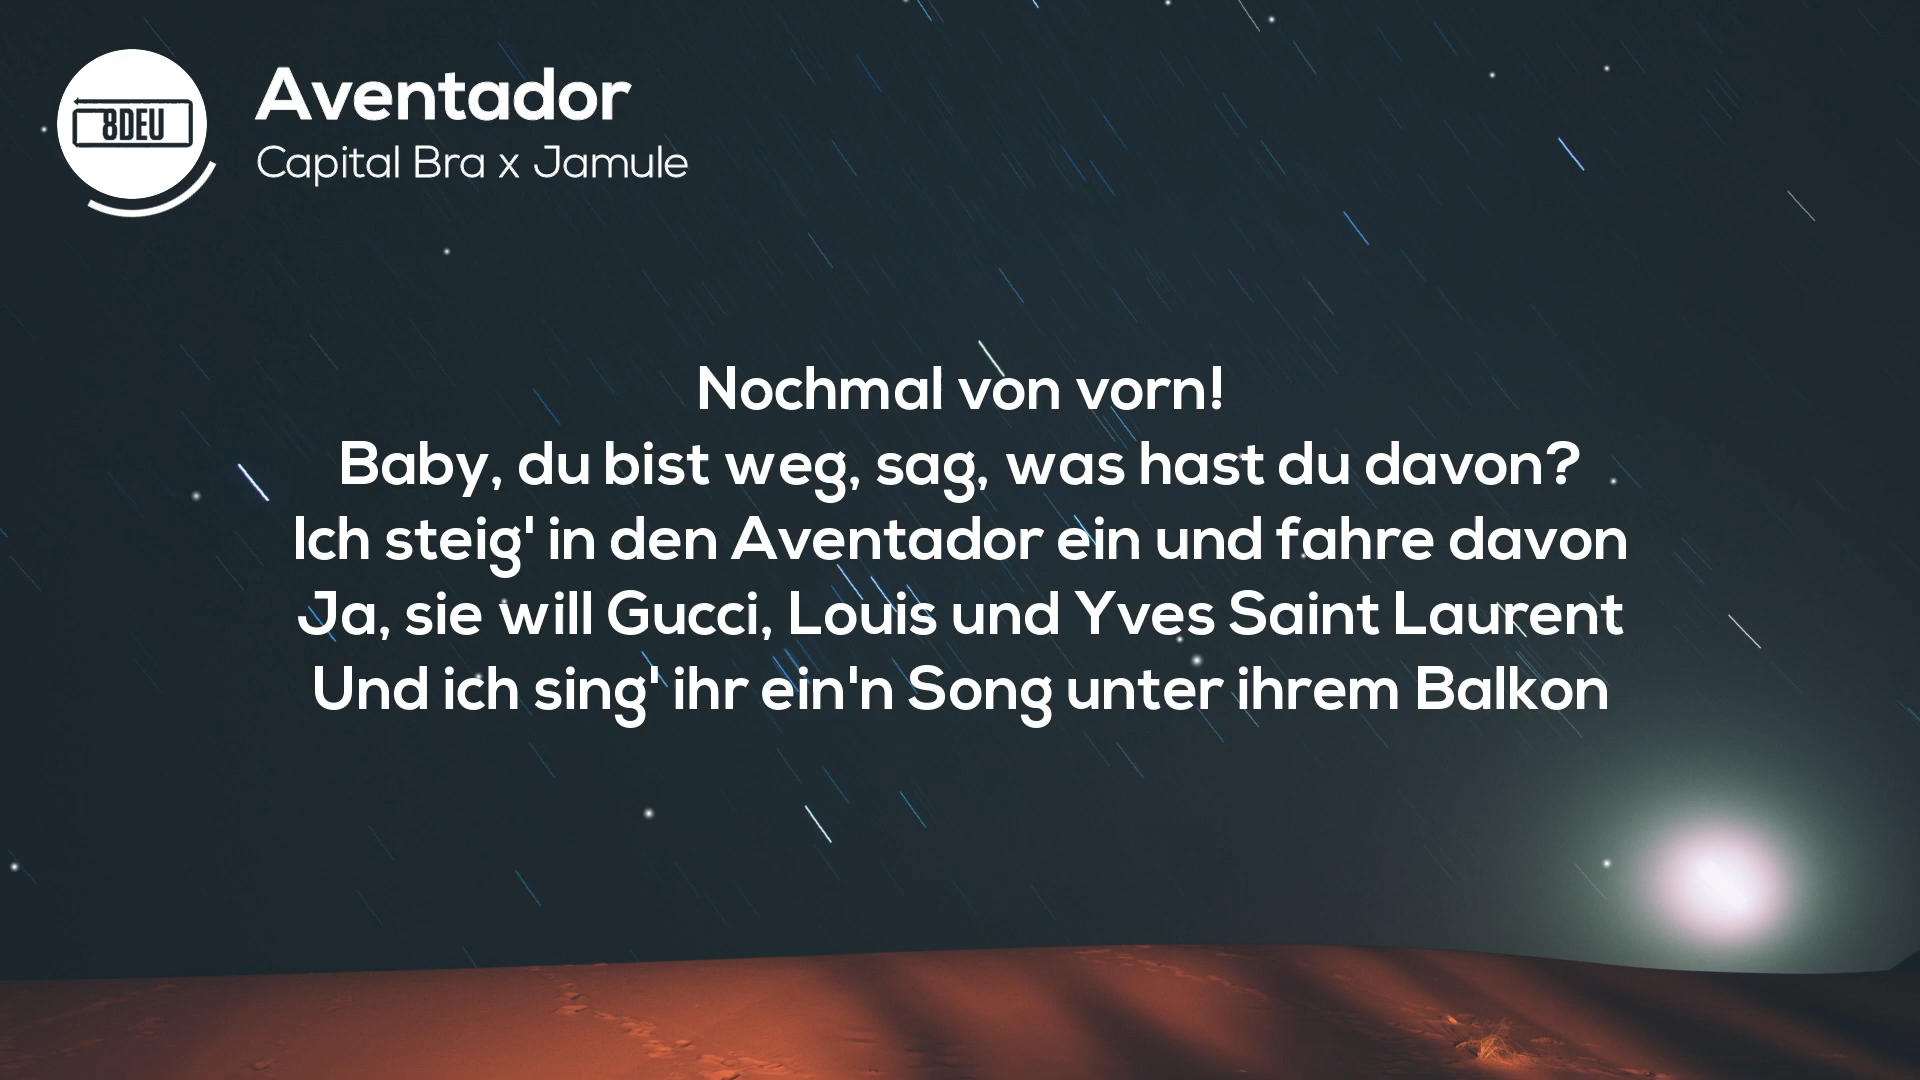 8DEU
Aventador
Capital Bra x Jamule
Nochmal von vorn!
Baby, du bist weg, sag, was hast du davon?
Ich steig' in den Aventador ein und fahre davon
Ja, sie will Gucci, Louis und Yves Saint Laurent
Und ich sing' ihr ein'n Song unter ihrem Balkon